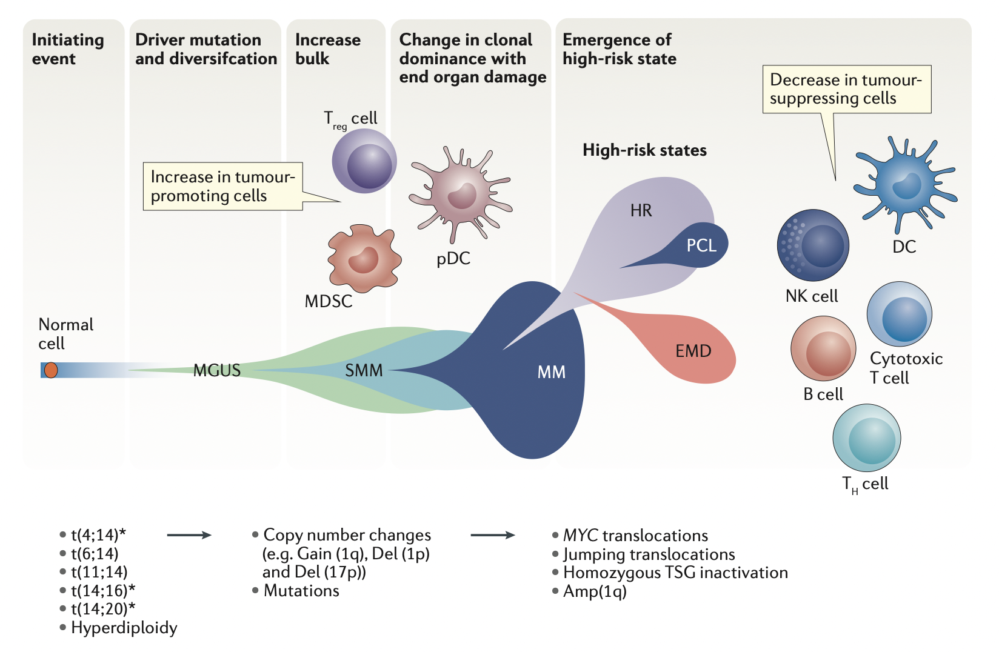 Initiating
event
Driver mutation
and diversifcation
Increase
bulk
Change in clonal
dominance with
end organ damage
Emergence of
high-risk state
Decrease in tumour-
suppressing cells
Treg cell
High-risk states
Increase in tumour-
promoting cells
HR
PCL
DC
pDC
NK cell
MDSC
Normal
cell
EMD
Cytotoxic
T cell
MGUS
SMM
MM
B cell
TH cell
• t(4;14)*
• t(6;14)
• t(11;14)
• t(14;16)*
• t(14;20)*
• Hyperdiploidy
• Copy number changes
(e.g. Gain (1q), Del (1p)
and Del (17p))
• Mutations
• MYC translocations
• Jumping translocations
• Homozygous TSG inactivation
• Amp(1q)